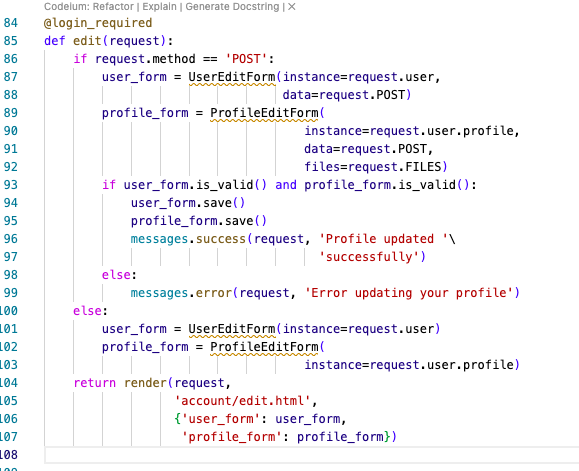 Codeium: Refactor | Explain | Generate Docstring | ×
84 @login_required
85 def edit(request):
86     if request.method == 'POST':
87         user_form = UserEditForm(instance=request.user,
88                                  data=request.POST)
89         profile_form = ProfileEditForm(
90                                     instance=request.user.profile,
91                                     data=request.POST,
92                                     files=request.FILES)
93         if user_form.is_valid() and profile_form.is_valid():
94             user_form.save()
95             profile_form.save()
96             messages.success(request, 'Profile updated '\
97                                       'successfully')
98         else:
99             messages.error(request, 'Error updating your profile')
100     else:
101         user_form = UserEditForm(instance=request.user)
102         profile_form = ProfileEditForm(
103                                     instance=request.user.profile)
104     return render(request,
105                   'account/edit.html',
106                   {'user_form': user_form,
107                    'profile_form': profile_form})
108